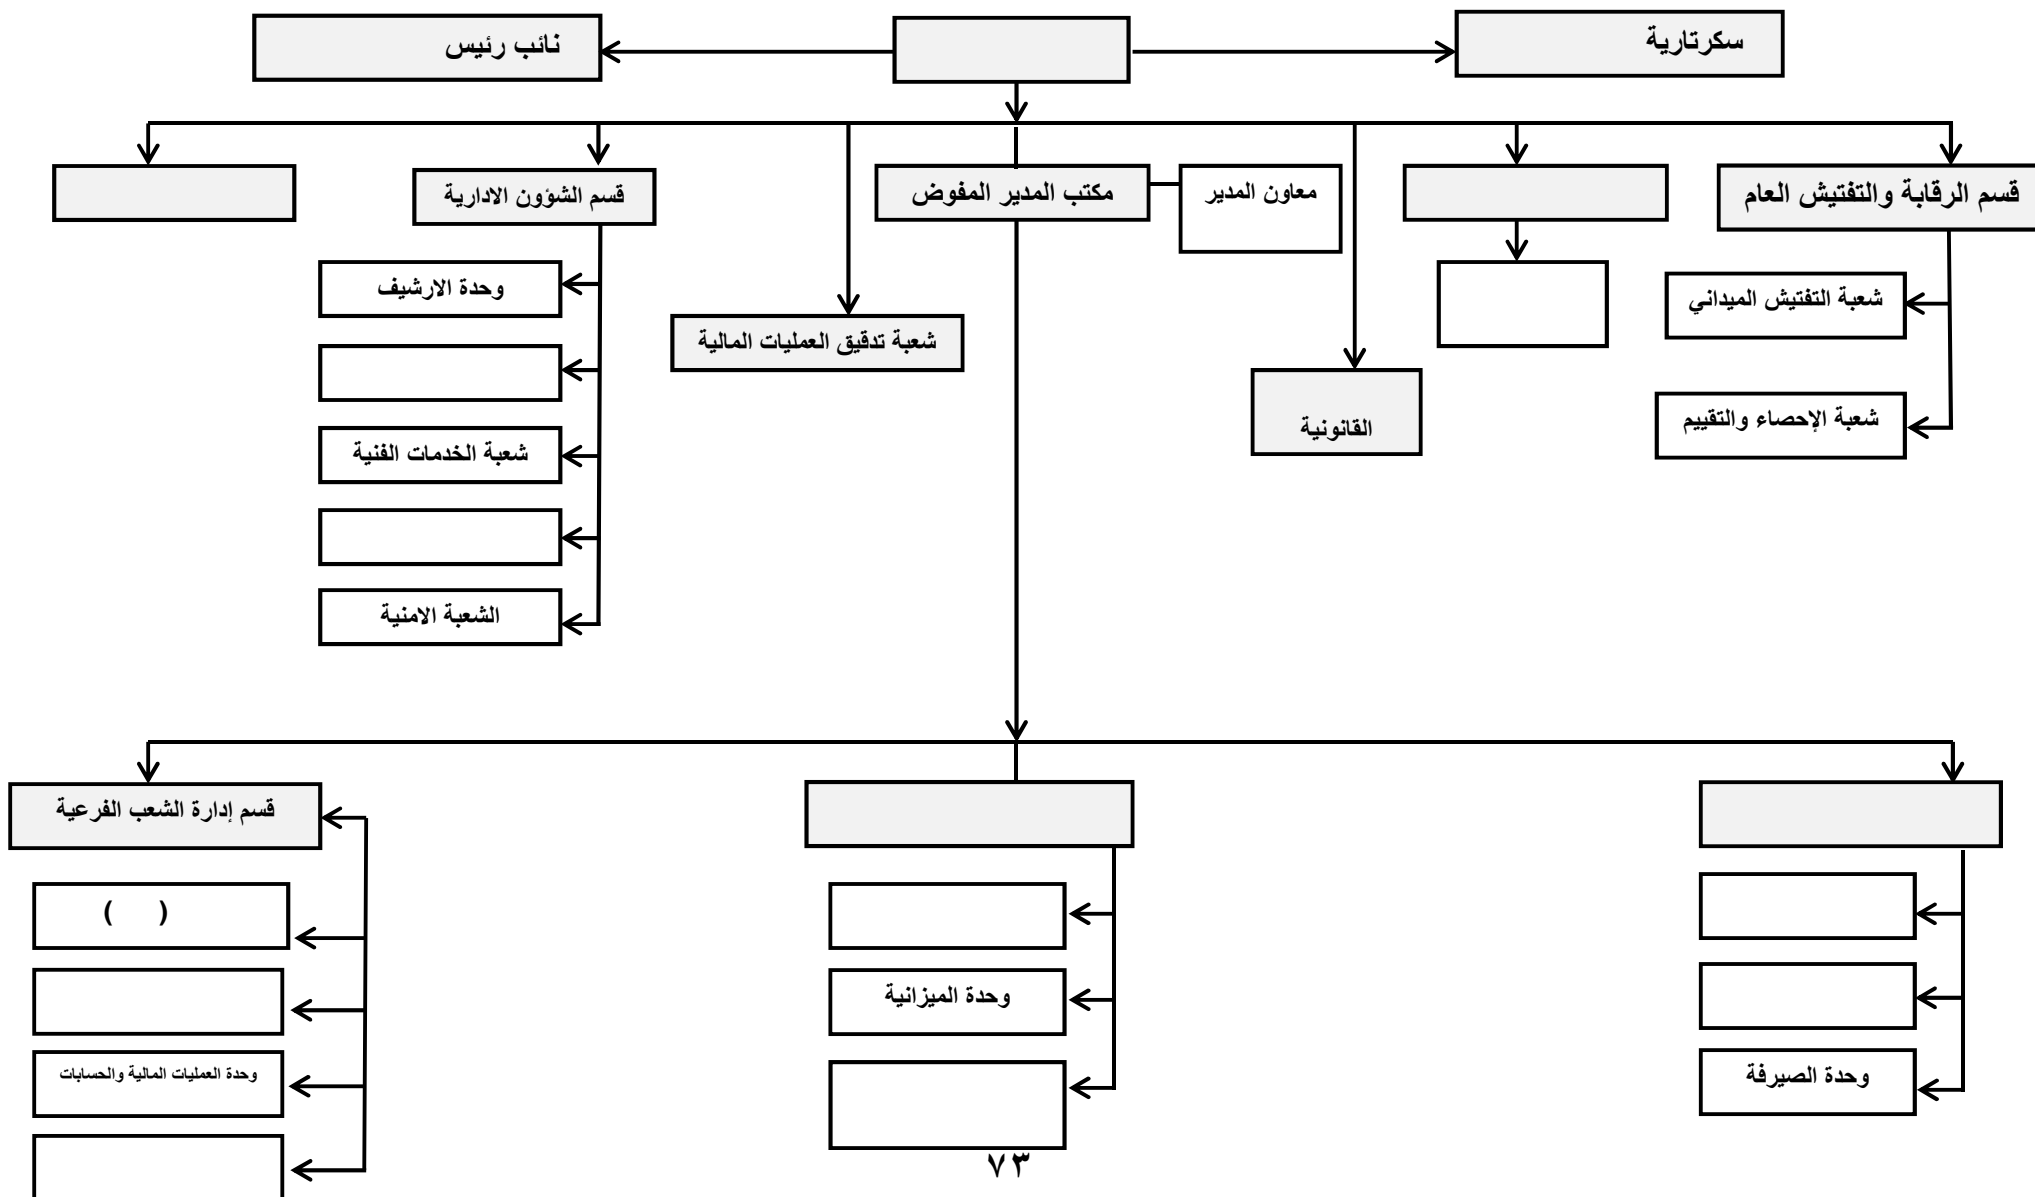 سكرتارية
نائب رئيس
قسم الرقابة والتفتيش العام
معاون المدير
مكتب المدير المفوض
قسم الشؤون الادارية
شعبة التفتيش الميداني
شعبة الإحصاء والتقييم
القانونية
شعبة تدقيق العمليات المالية
وحدة الارشيف
شعبة الخدمات الفنية
الشعبة الامنية
وحدة الصيرفة
وحدة الميزانية
قسم إدارة الشعب الفرعية
( )
وحدة العمليات المالية والحسابات
٧٣